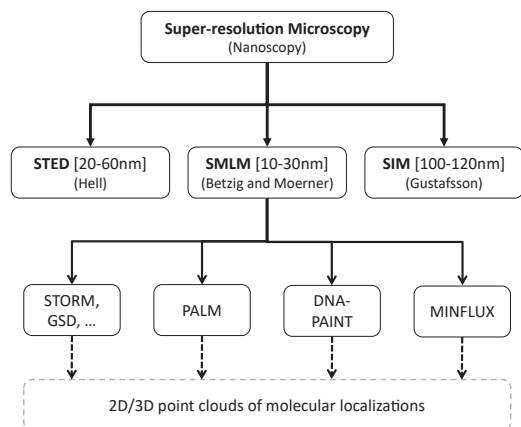 Super-resolution Microscopy
(Nanoscopy)
STED [20-60nm]
(Hell)
SMLM [10-30nm]
(Betzig and Moerner)
SIM [100-120nm]
(Gustafsson)
STORM,
GSD, ...
PALM
DNA-
PAINT
MINFLUX
2D/3D point clouds of molecular localizations